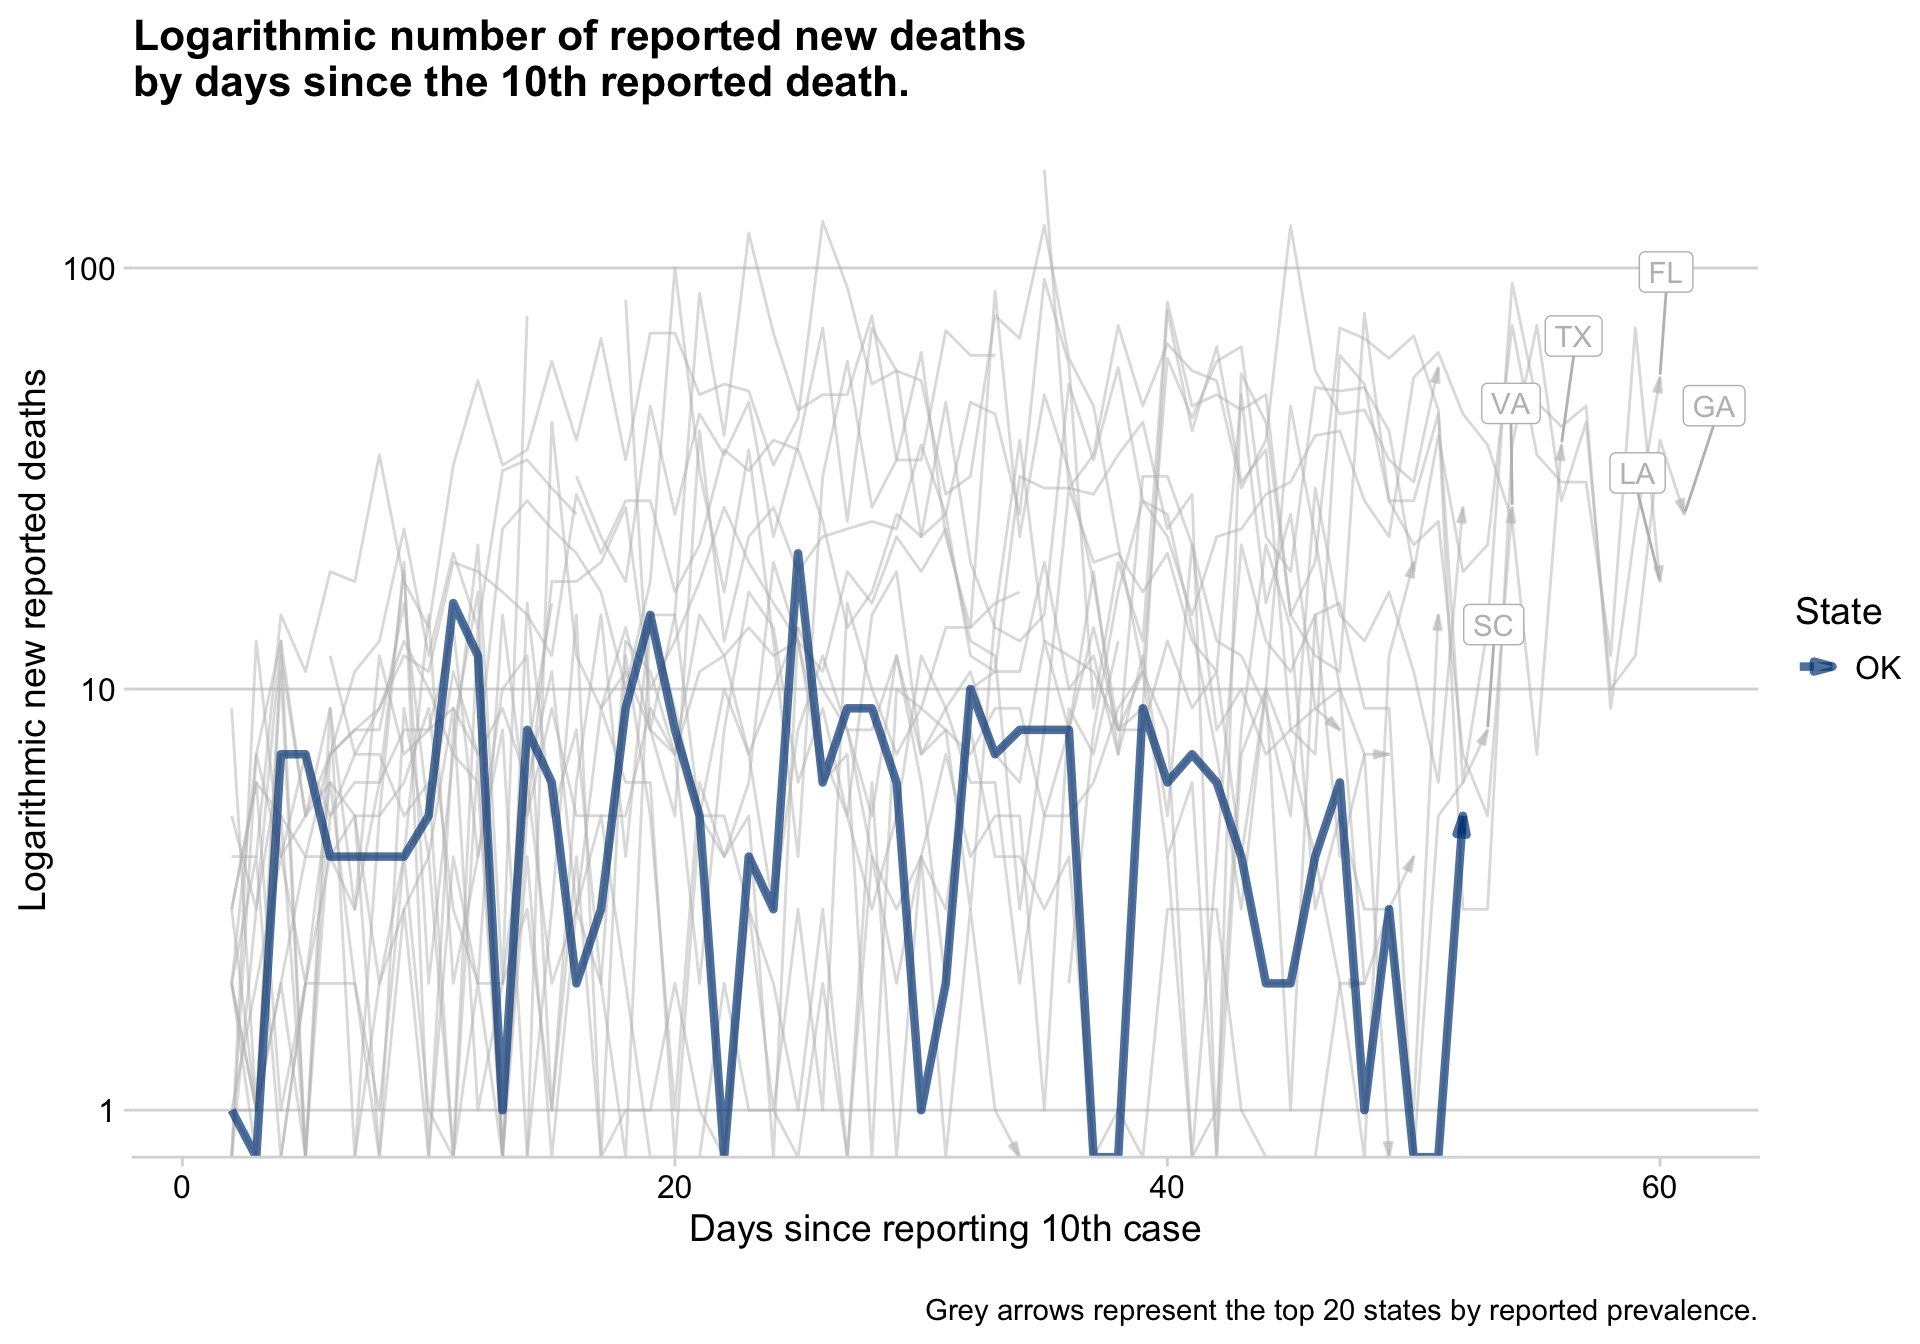 Logarithmic number of reported new deaths
by days since the 10th reported death.
Logarithmic new reported deaths
100
10
1
FL
TX
VA
GA
LA
SC
State
OK
0 20 40 60
Days since reporting 10th case
Grey arrows represent the top 20 states by reported prevalence.